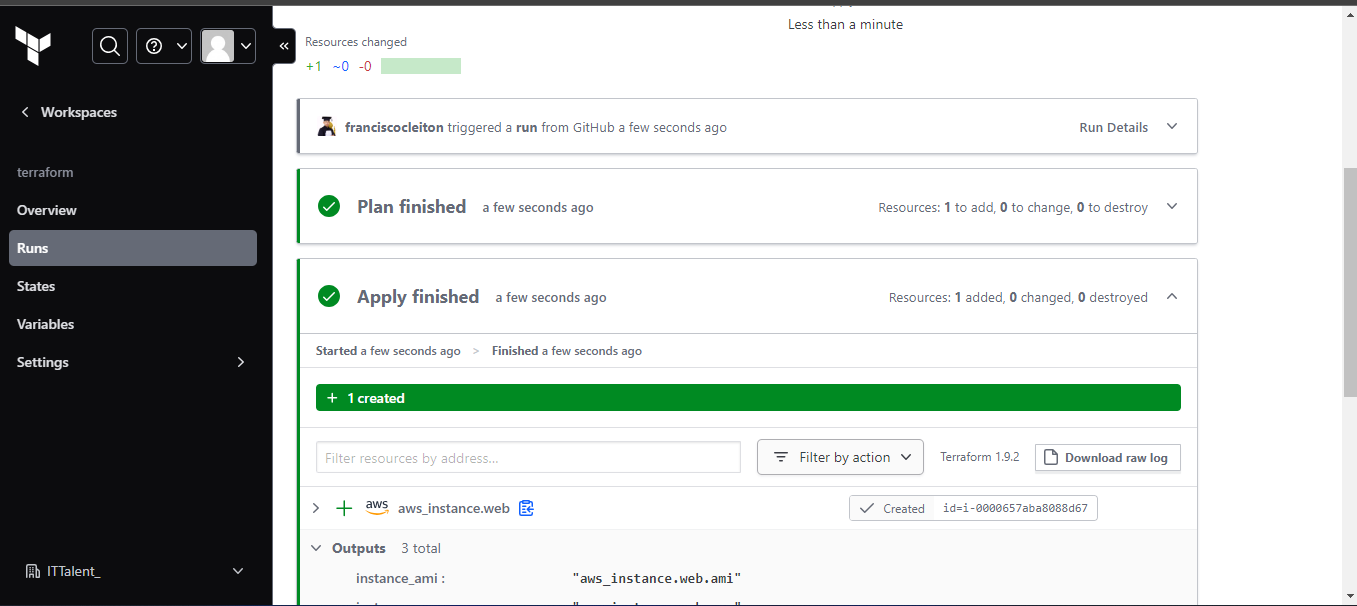 Less than a minute
Resources changed
+1 ~0 -0
Workspaces
franciscocleiton triggered a run from GitHub a few seconds ago
Run Details
terraform
Overview
Runs
States
Variables
Settings
Plan finished a few seconds ago
Resources: 1 to add, 0 to change, 0 to destroy
Apply finished a few seconds ago
Resources: 1 added, 0 changed, 0 destroyed
Started a few seconds ago > Finished a few seconds ago
+ 1 created
Filter resources by address...
Filter by action
Terraform 1.9.2
Download raw log
aws aws_instance.web
Created id=i-0000657aba8088d67
Outputs 3 total
instance_ami : "aws_instance.web.ami"
ITTalent_